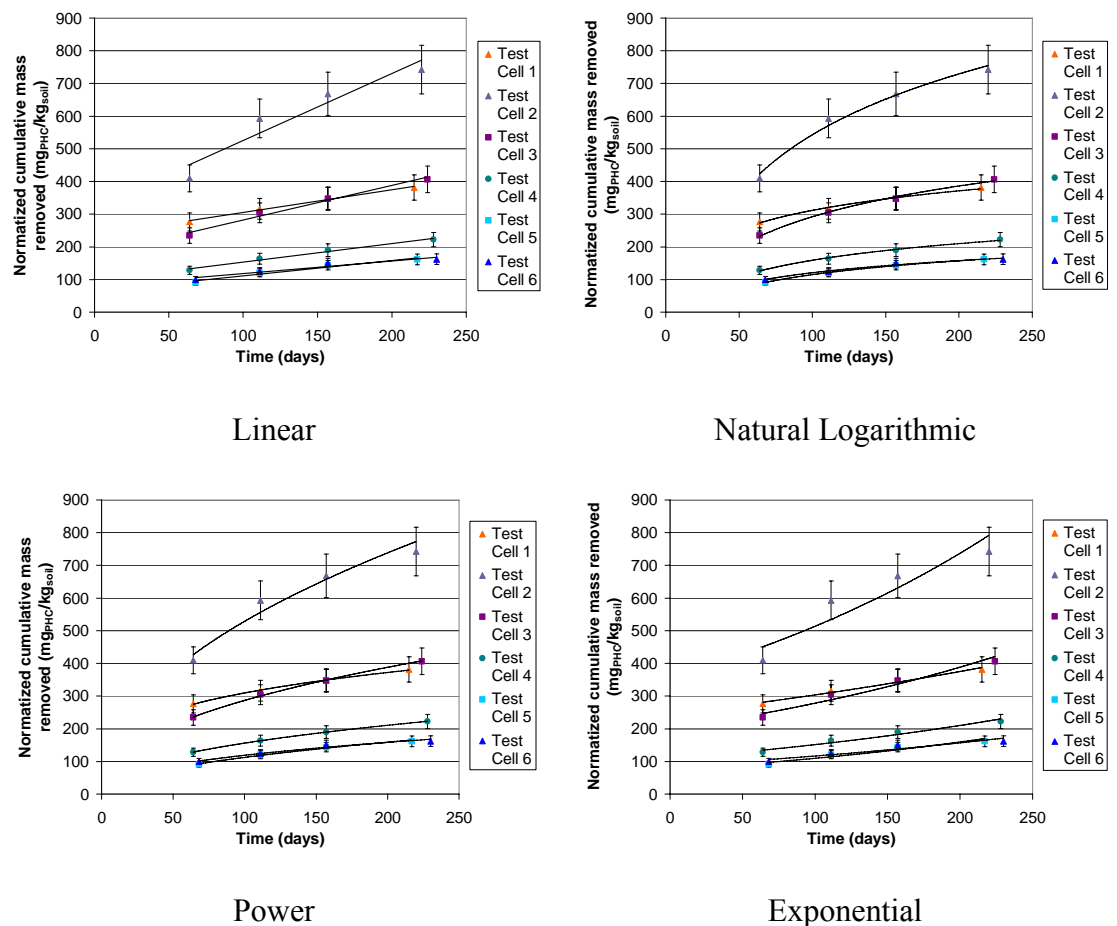 Normatized cumulative mass
removed (mgPHC/kgsoil)
900
800
700
600
500
400
300
200
100
0
0 50 100 150 200 250
Time (days)
Test
Cell 1
Test
Cell 2
Test
Cell 3
Test
Cell 4
Test
Cell 5
Test
Cell 6
Linear
Normatized cumulative mass removed
(mgPHC/kgsoil)
900
800
700
600
500
400
300
200
100
0
0 50 100 150 200 250
Time (days)
Test
Cell 1
Test
Cell 2
Test
Cell 3
Test
Cell 4
Test
Cell 5
Test
Cell 6
Natural Logarithmic
Normatized cumulative mass
removed (mgPHC/kgsoil)
900
800
700
600
500
400
300
200
100
0
0 50 100 150 200 250
Time (days)
Test
Cell 1
Test
Cell 2
Test
Cell 3
Test
Cell 4
Test
Cell 5
Test
Cell 6
Power
Normatized cumulative mass removed
(mgPHC/kgsoil)
900
800
700
600
500
400
300
200
100
0
0 50 100 150 200 250
Time (days)
Test
Cell 1
Test
Cell 2
Test
Cell 3
Test
Cell 4
Test
Cell 5
Test
Cell 6
Exponential